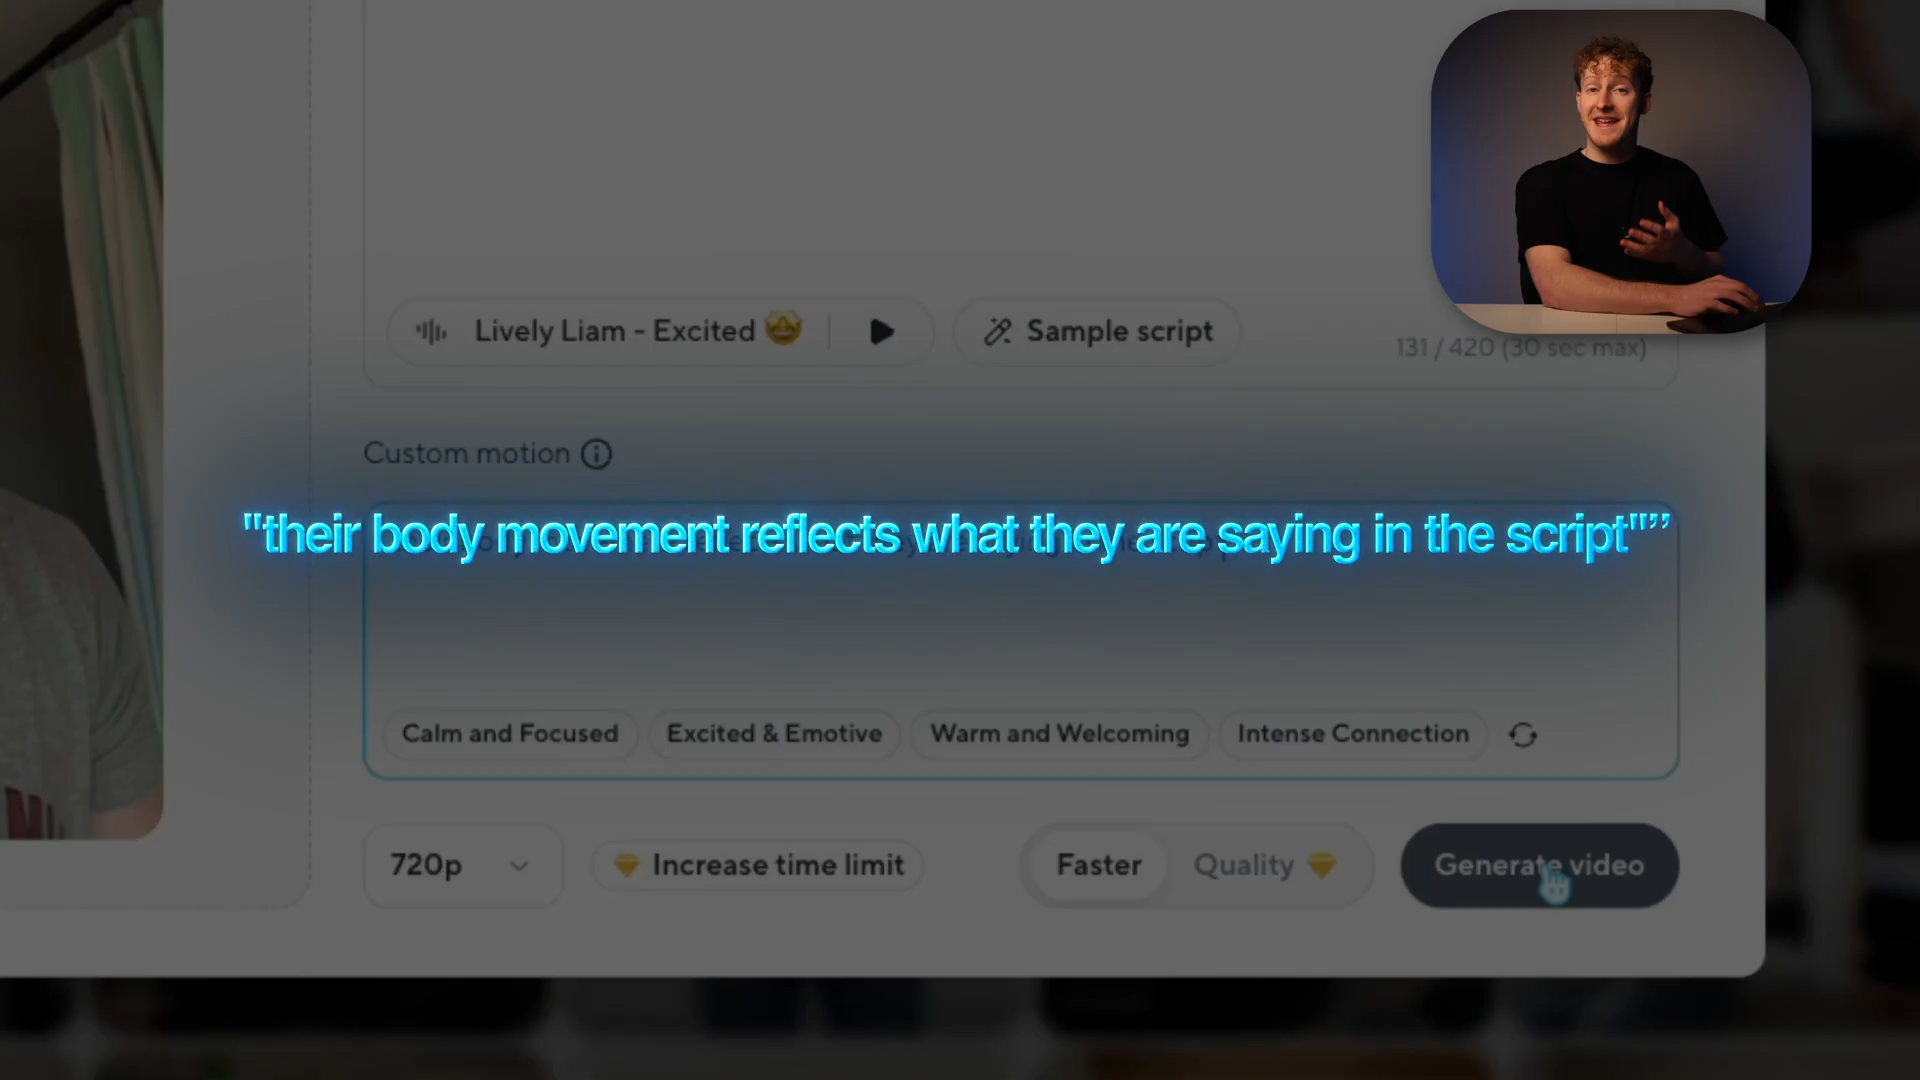 Lively Liam - Excited 🤩
Sample script
131 / 420 (30 sec max)
Custom motion
"their body movement reflects what they are saying in the script"”
Calm and Focused
Excited & Emotive
Warm and Welcoming
Intense Connection
720p
Increase time limit
Faster
Quality
Generate video